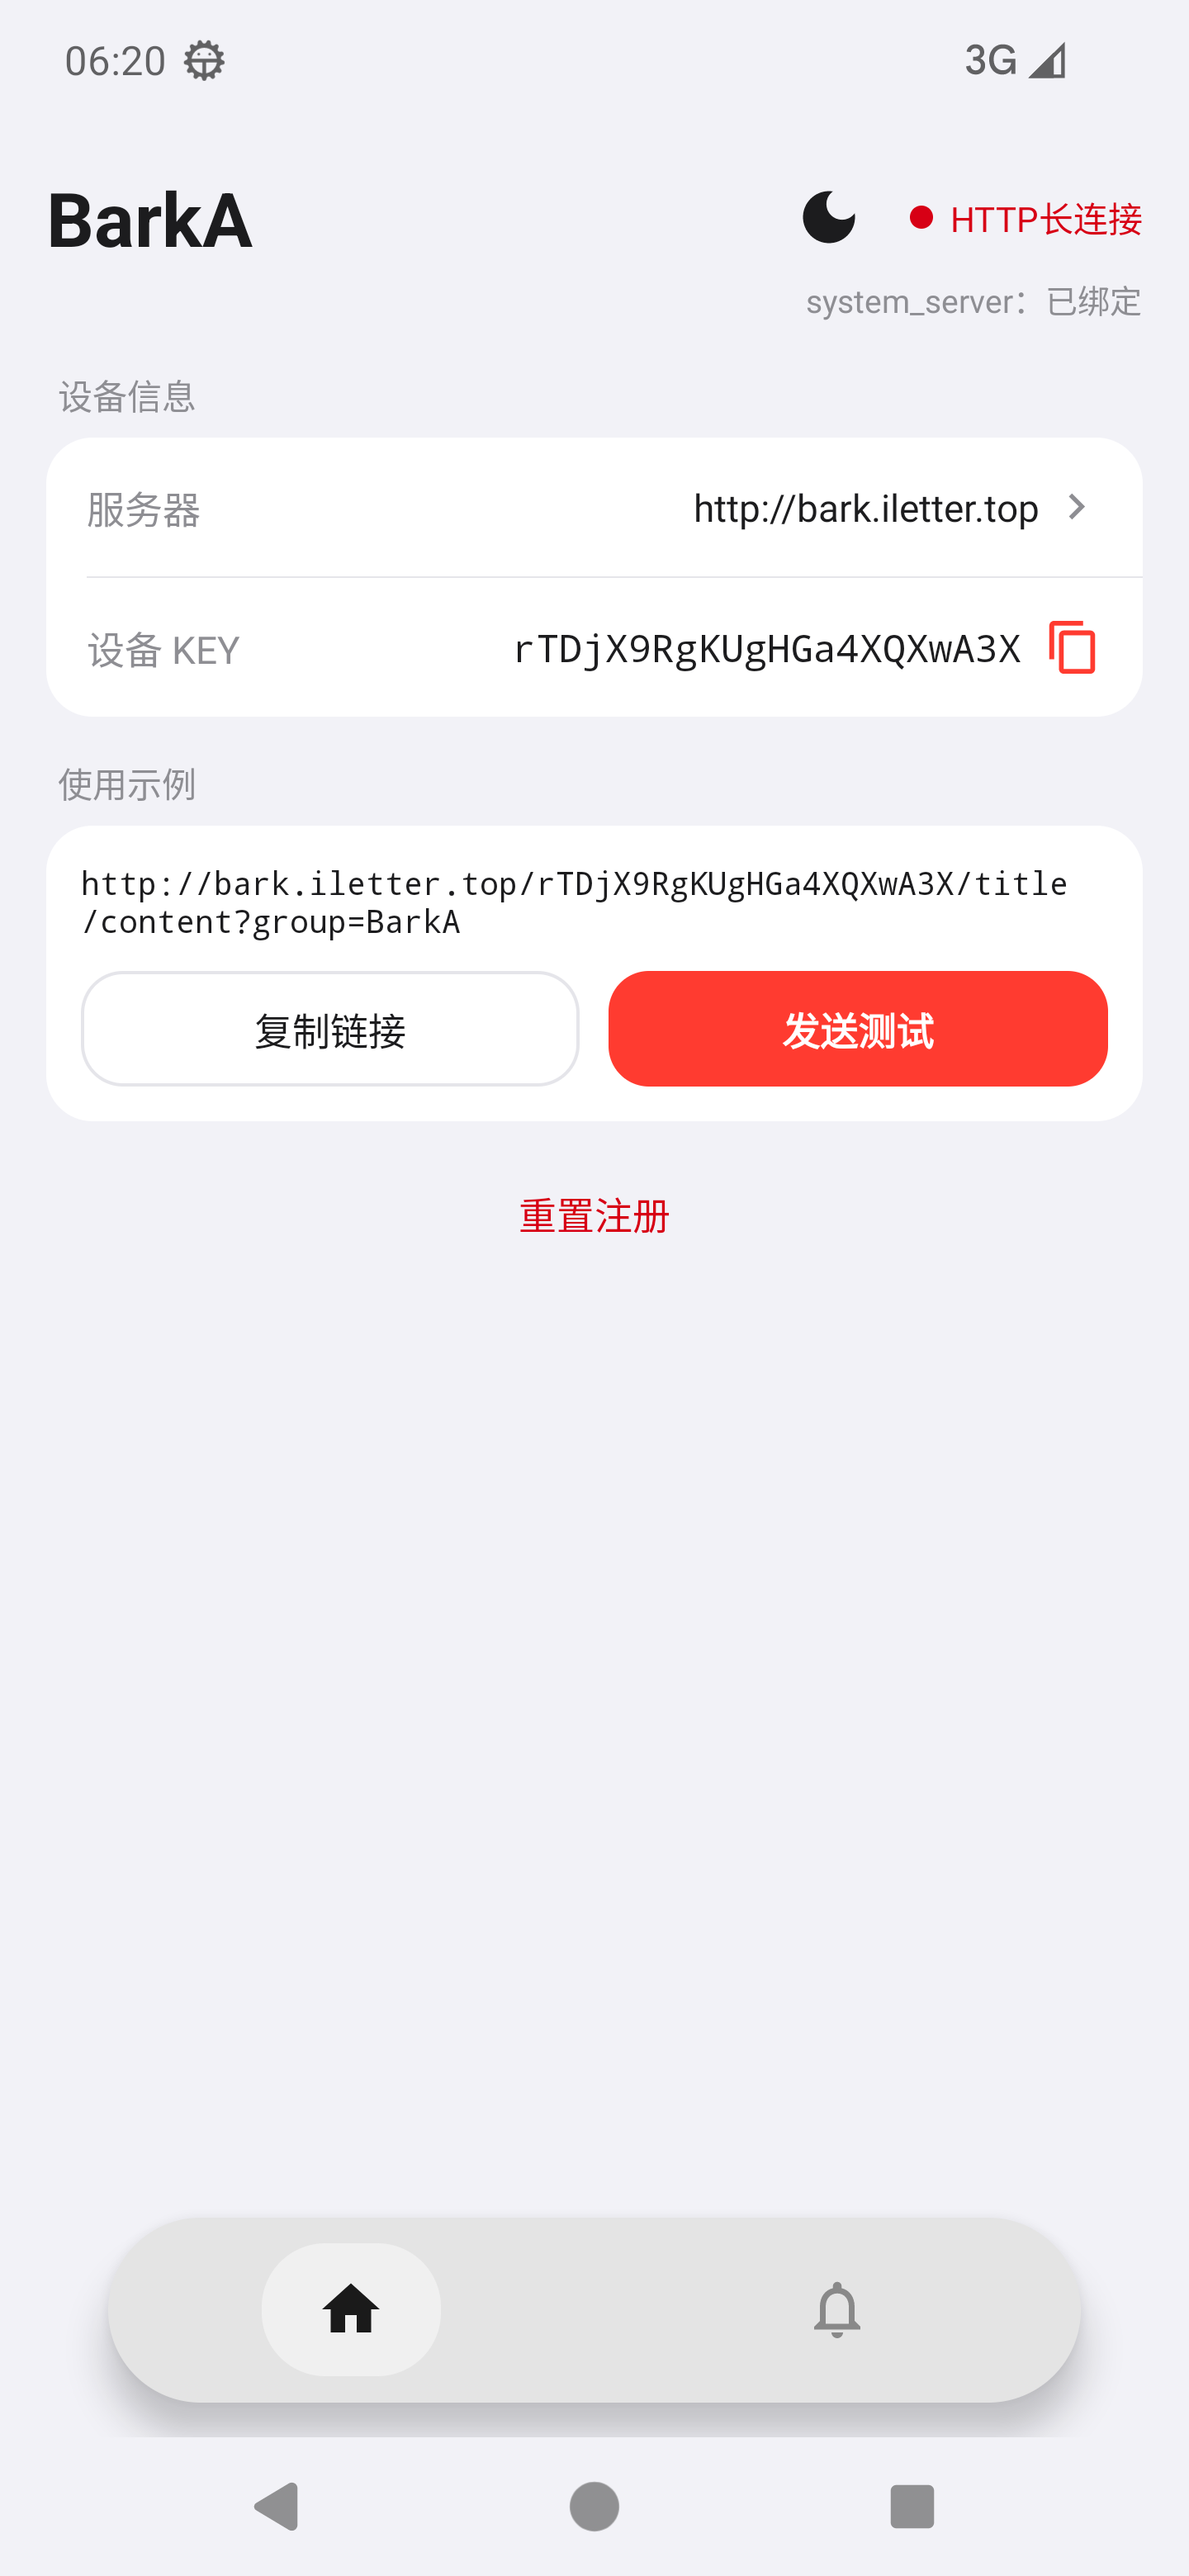 06:20
3G
BarkA
HTTP长连接
system_server：已绑定
设备信息
服务器
http://bark.iletter.top
设备 KEY
rTDjX9RgKUgHGa4XQXwA3X
使用示例
http://bark.iletter.top/rTDjX9RgKUgHGa4XQXwA3X/title
/content?group=BarkA
复制链接
发送测试
重置注册